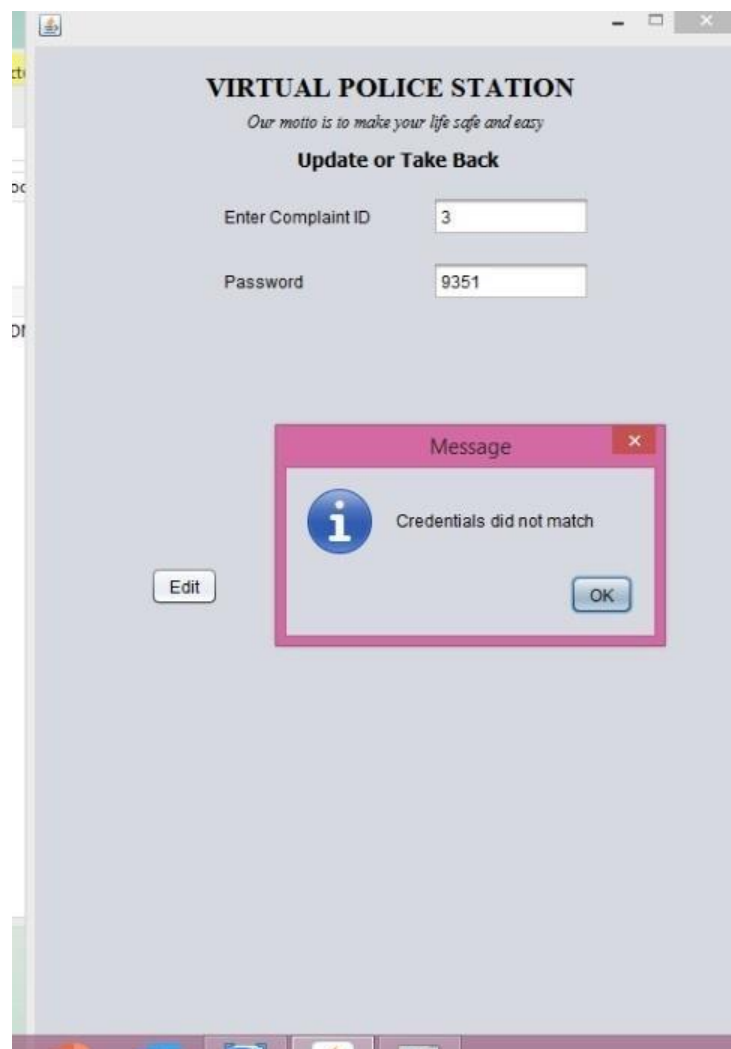 VIRTUAL POLICE STATION
Our motto is to make your life safe and easy
Update or Take Back
Enter Complaint ID 3
Password 9351
Message
Credentials did not match
OK
Edit